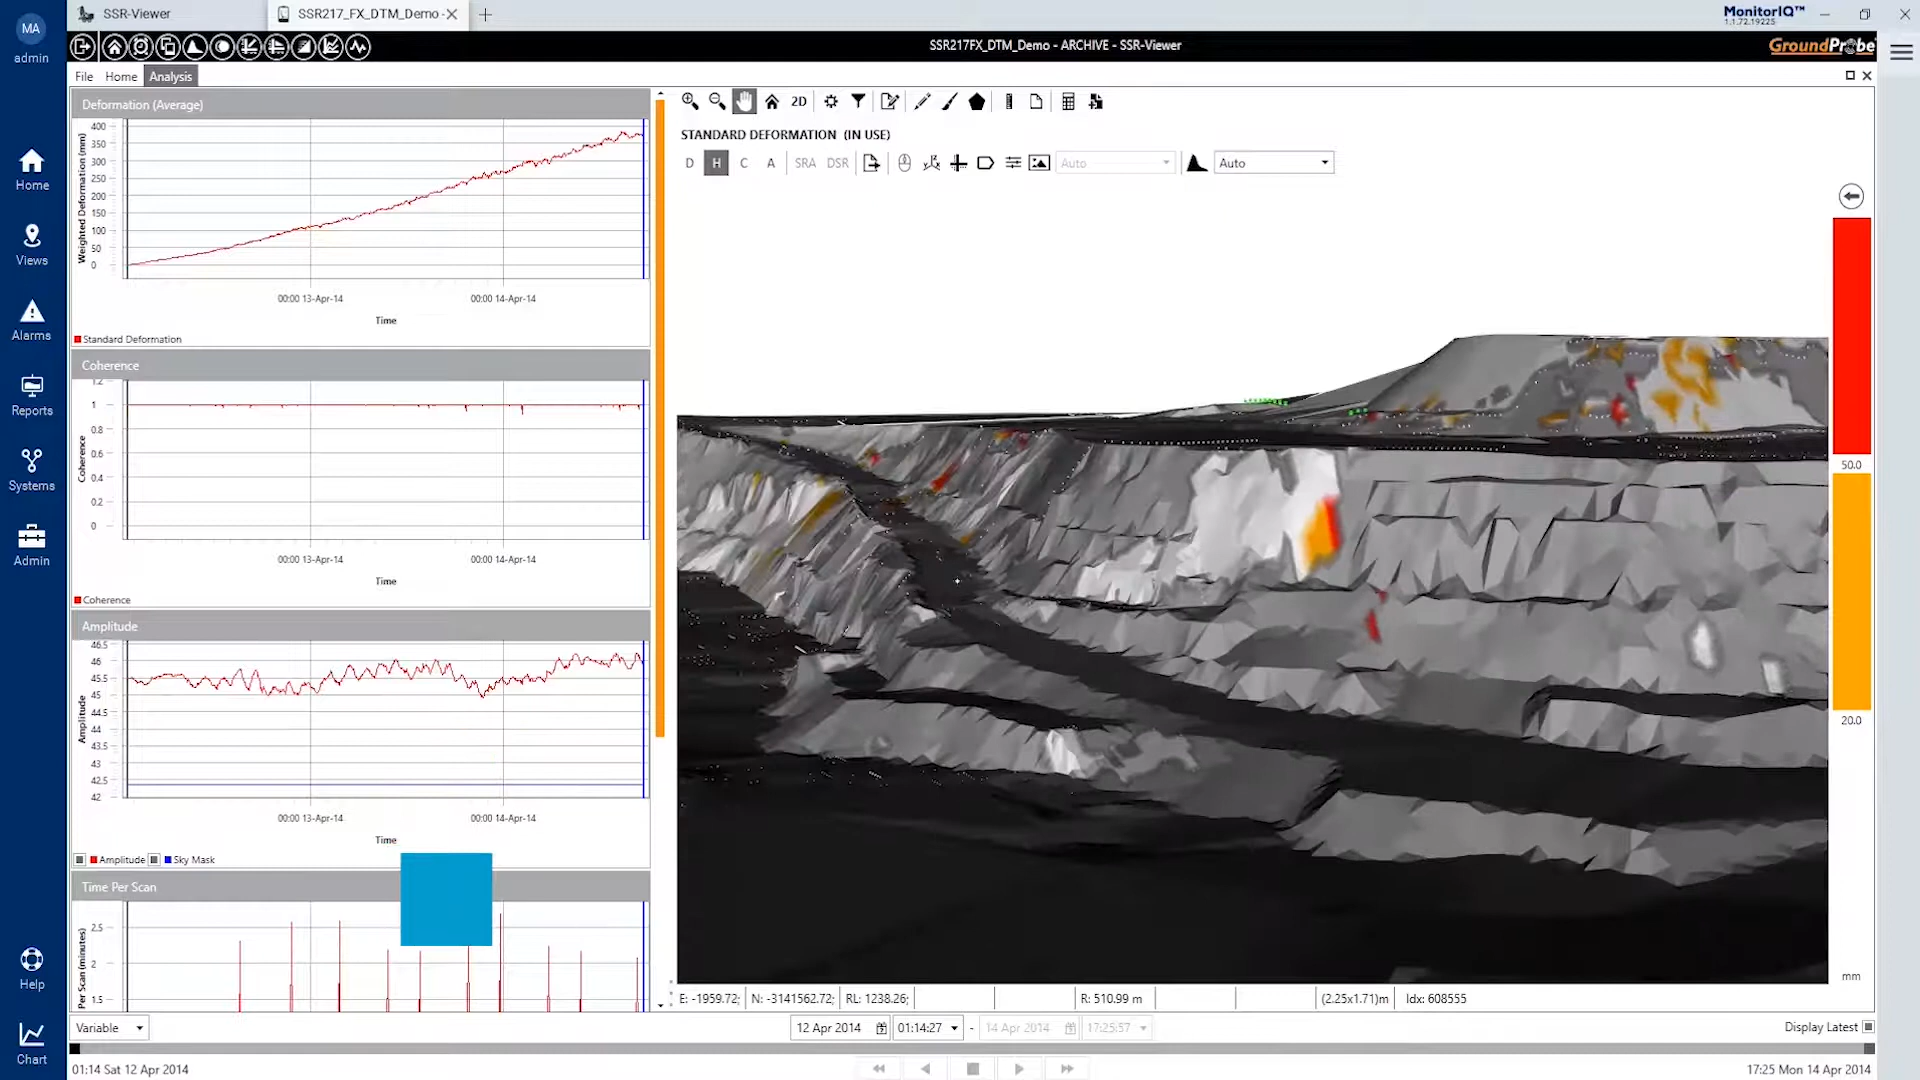 MA
admin
Home
Views
Alarms
Reports
Systems
Admin
Help
Chart
SSR-Viewer
SSR217_FX_DTM_Demo -
MonitorIQ™
1.1.72.19225
SSR217FX_DTM_Demo - ARCHIVE - SSR-Viewer
GroundProbe
File Home Analysis
Deformation (Average)
Weighted Deformation (mm)
400
350
300
250
200
150
100
50
0
00:00 13-Apr-14 00:00 14-Apr-14
Time
Standard Deformation
Coherence
Coherence
1.2
1
0.8
0.6
0.4
0.2
0
00:00 13-Apr-14 00:00 14-Apr-14
Time
Coherence
Amplitude
Amplitude
46.5
46
45.5
45
44.5
44
43.5
43
42.5
42
00:00 13-Apr-14 00:00 14-Apr-14
Time
Amplitude Sky Mask
Time Per Scan
Per Scan (minutes)
2.5
2
1.5
2D
STANDARD DEFORMATION (IN USE)
D H C A SRA DSR Auto Auto
50.0
20.0
mm
E: -1959.72; N: -3141562.72; RL: 1238.26; R: 510.99 m (2.25x1.71)m Idx: 608555
Variable 12 Apr 2014 01:14:27 - 14 Apr 2014 17:25:57 Display Latest
01:14 Sat 12 Apr 2014 17:25 Mon 14 Apr 2014